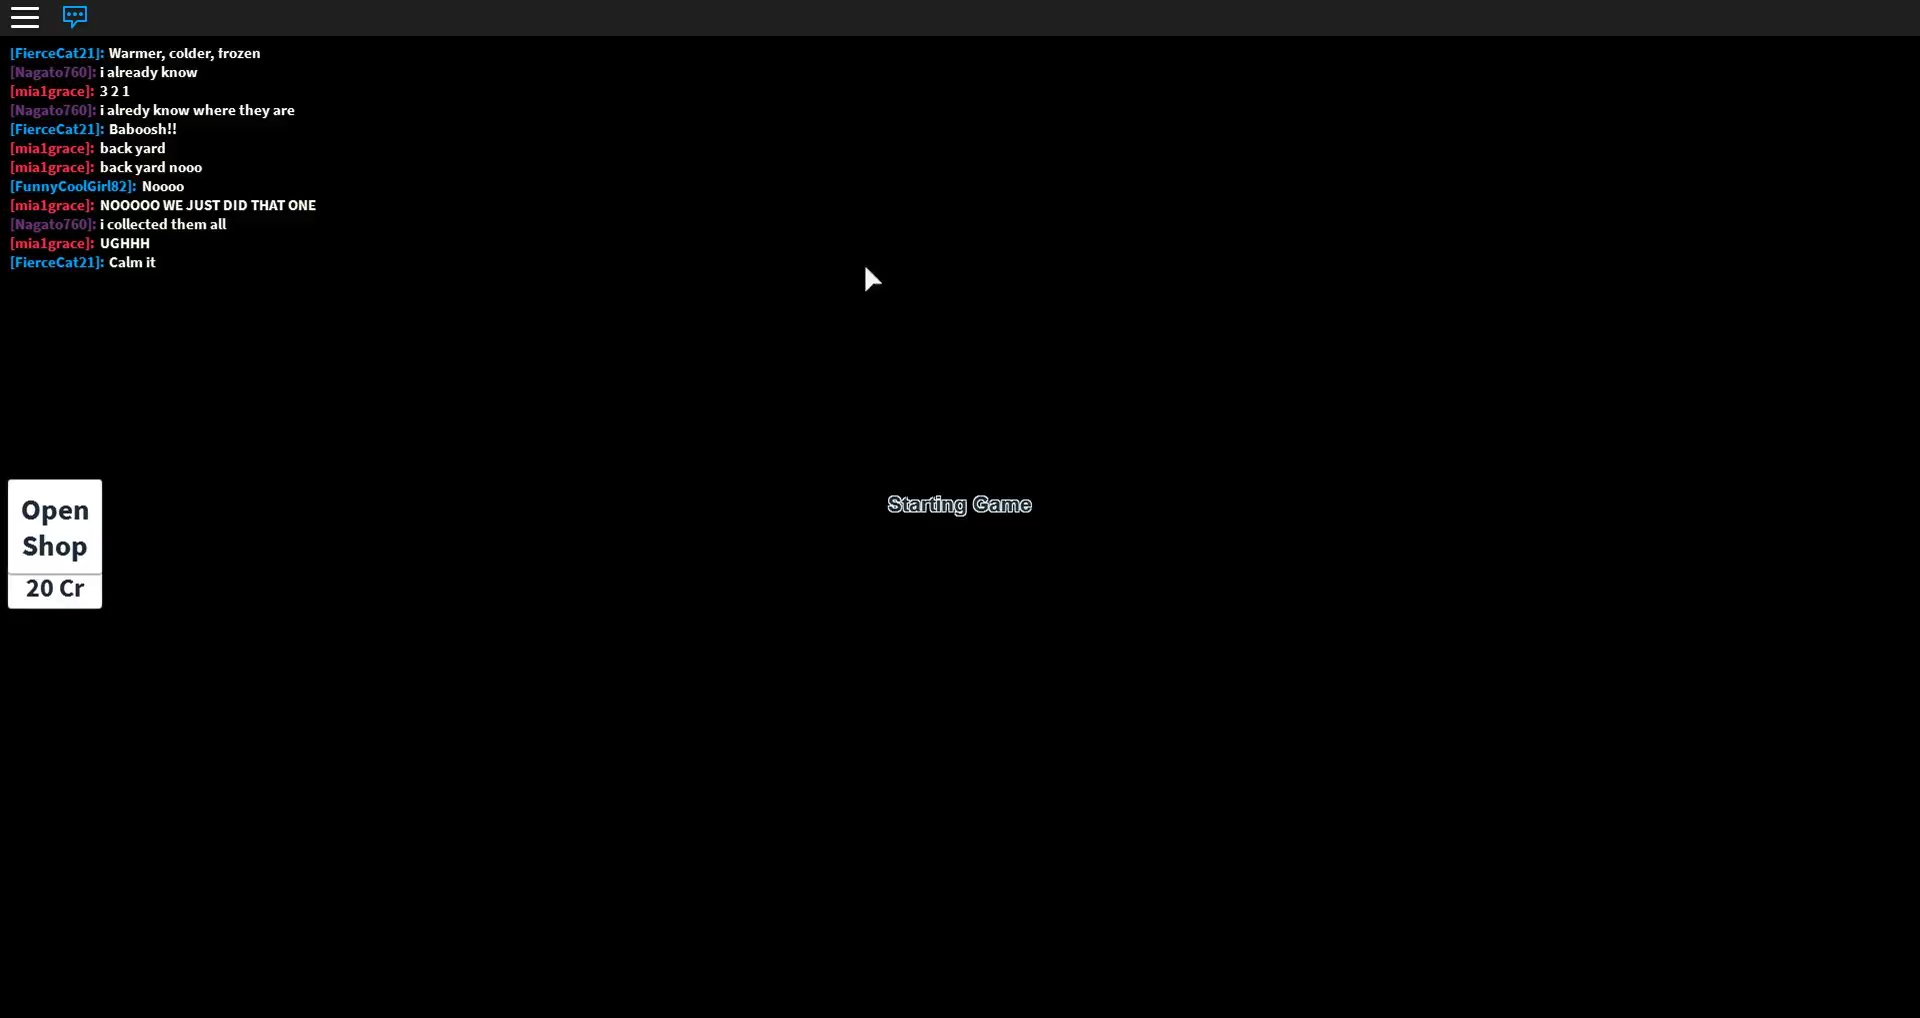 [FierceCat21]: Warmer, colder, frozen
[Nagato760]: i already know
[mia1grace]: 3 2 1
[Nagato760]: i alredy know where they are
[FierceCat21]: Baboosh!!
[mia1grace]: back yard
[mia1grace]: back yard nooo
[FunnyCoolGirl82]: Noooo
[mia1grace]: NOOOOO WE JUST DID THAT ONE
[Nagato760]: i collected them all
[mia1grace]: UGHHH
[FierceCat21]: Calm it
Starting Game
Open
Shop
20 Cr